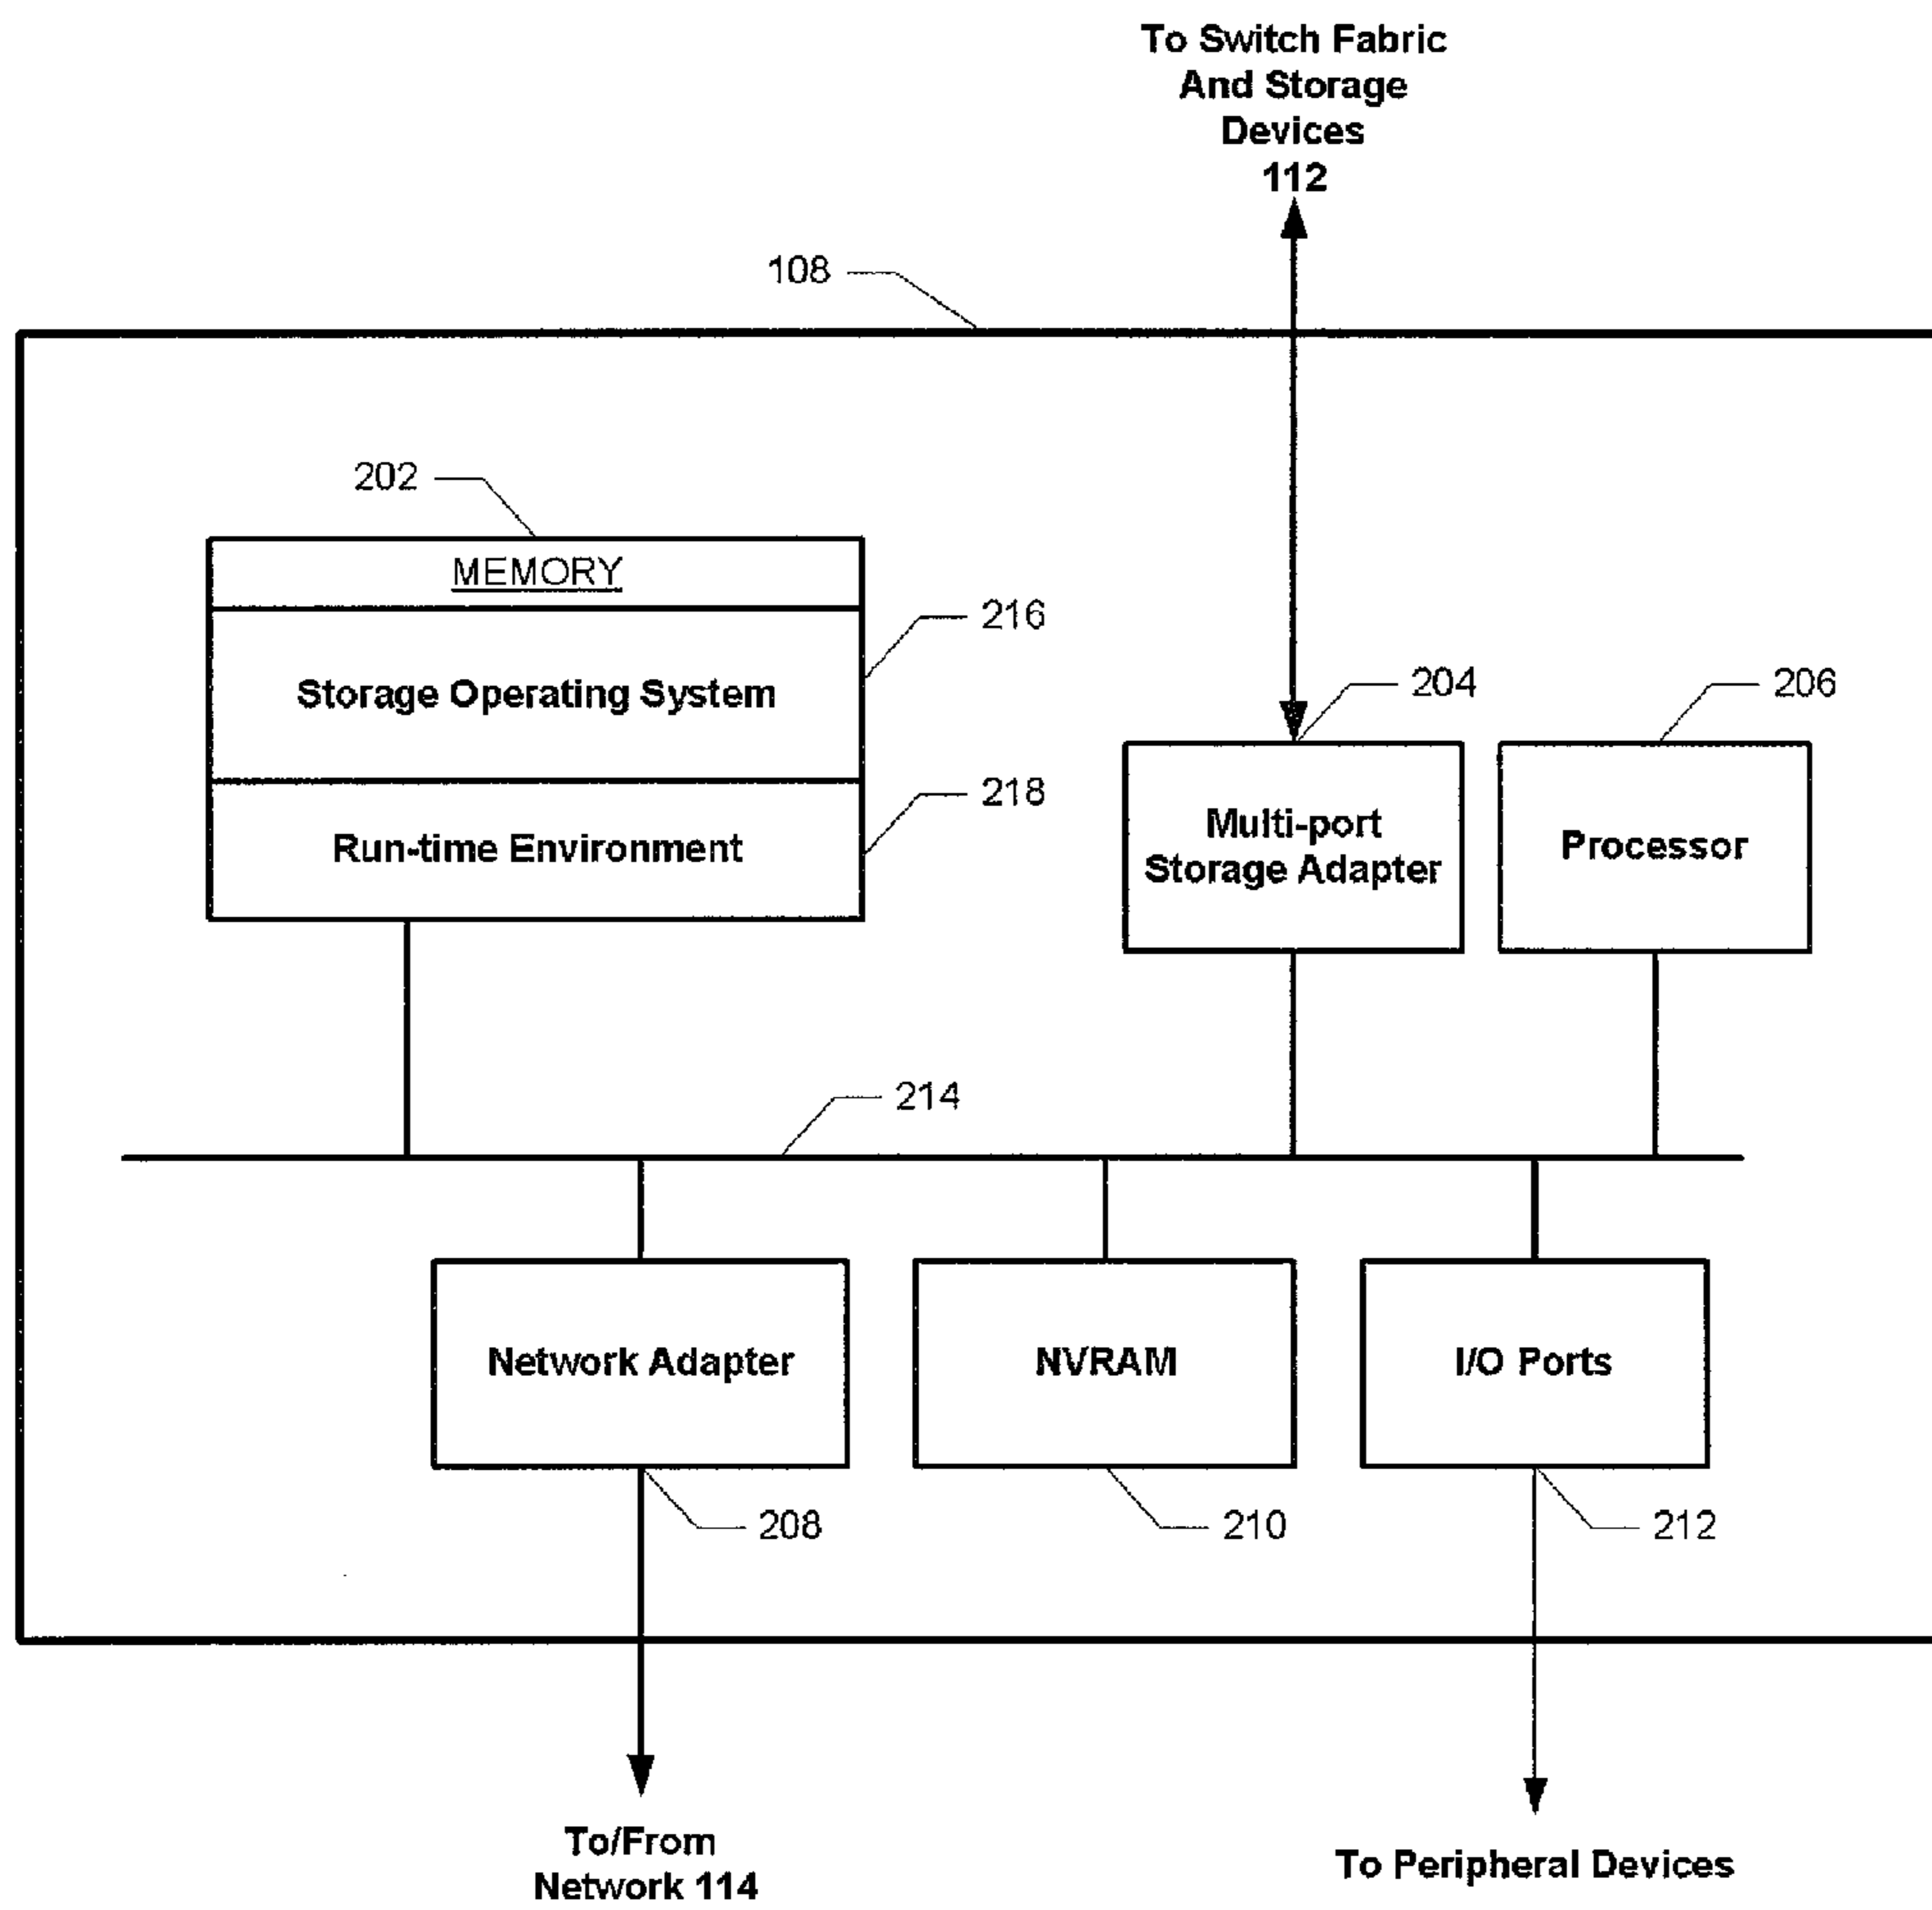 To Switch Fabric
And Storage
Devices
112
108
202
MEMORY
216
Storage Operating System
204
206
218
Multi-port
Storage Adapter
Processor
Run-time Environment
214
Network Adapter
NVRAM
I/O Ports
208
210
212
To/From
Network 114
To Peripheral Devices